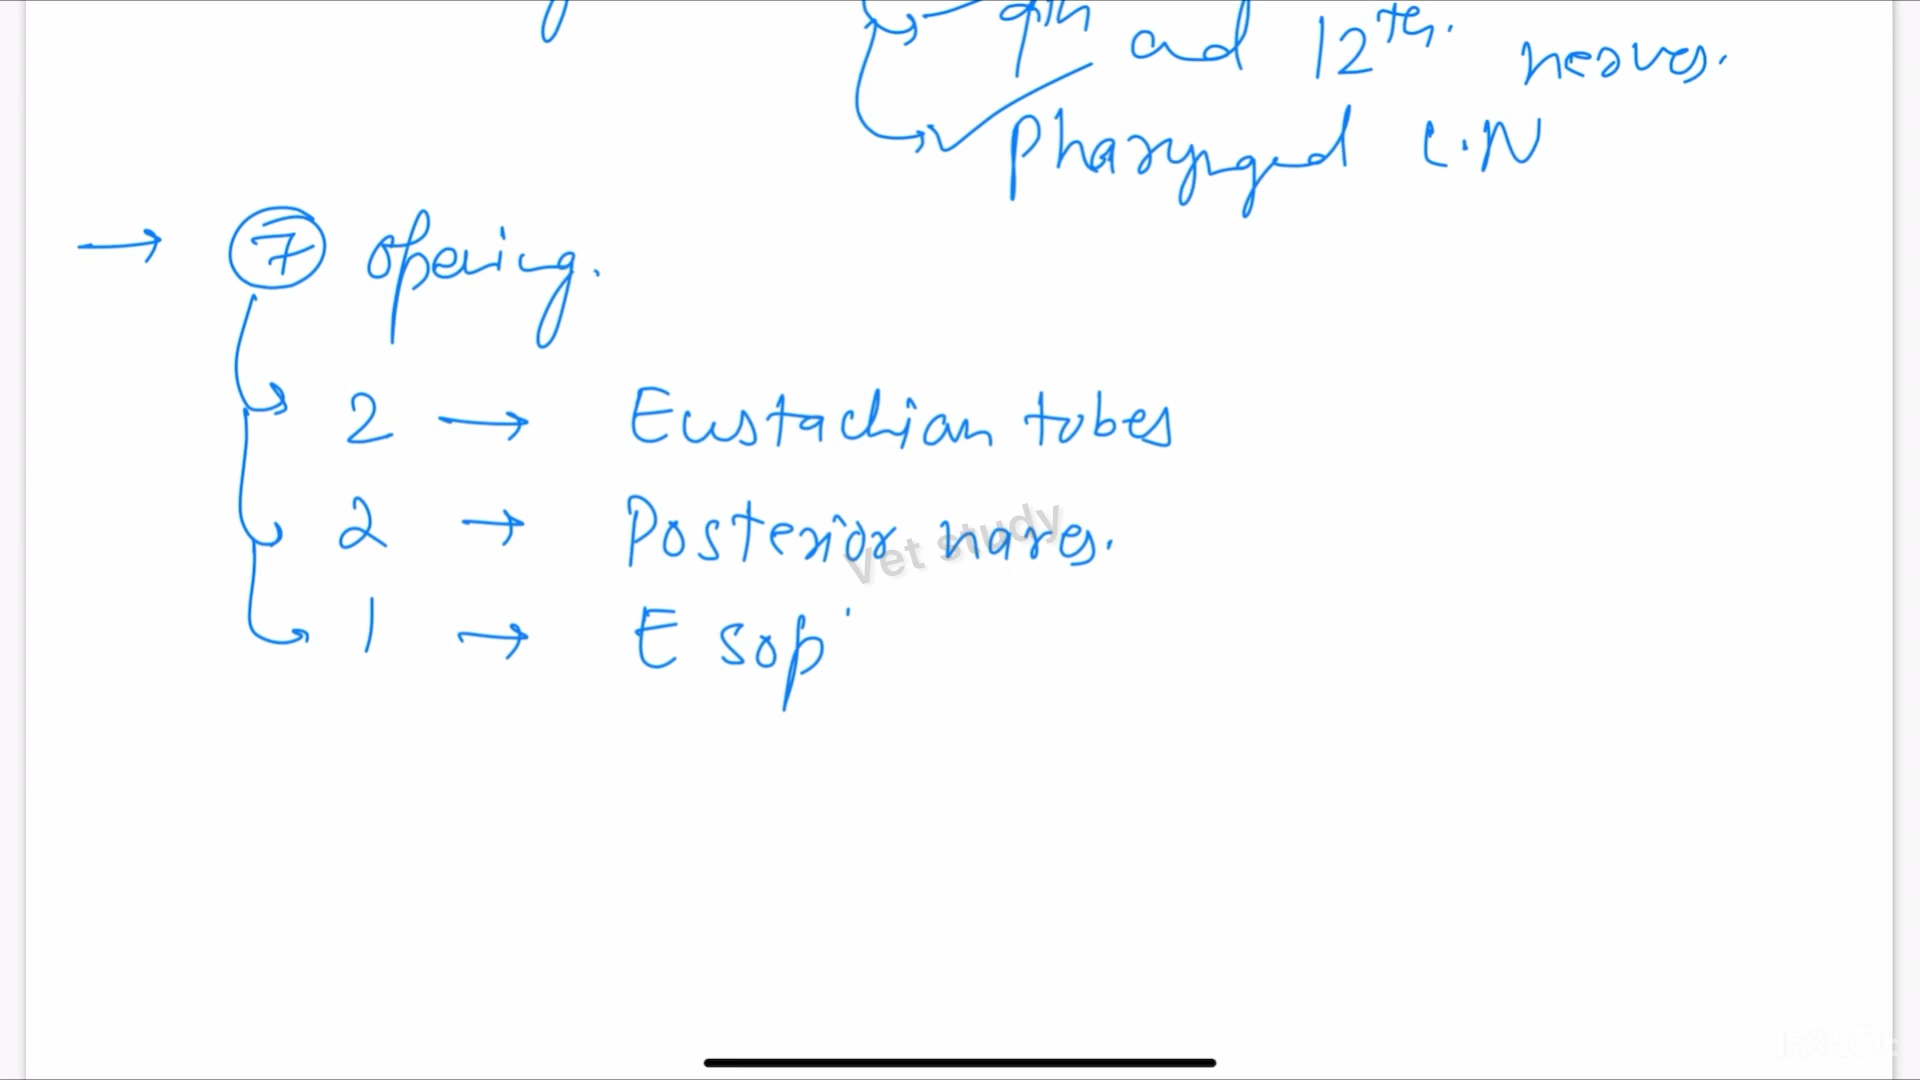 9th and 12th. nerves.
Pharyngeal L.N
→ 7 opening.
2 → Eustachian tubes
2 → Posterior nares.
1 → Esop
Vet study